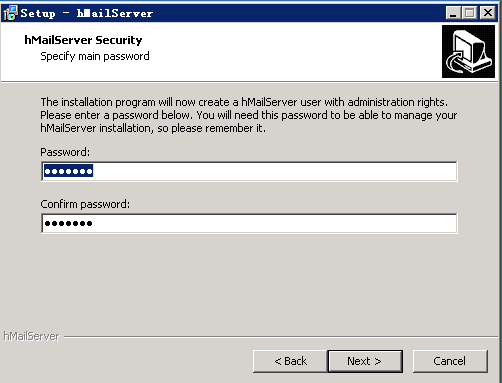 Setup - hMailServer
hMailServer Security
Specify main password
The installation program will now create a hMailServer user with administration rights.
Please enter a password below. You will need this password to be able to manage your
hMailServer installation, so please remember it.
Password:
●●●●●●●
Confirm password:
●●●●●●●
hMailServer
< Back
Next >
Cancel